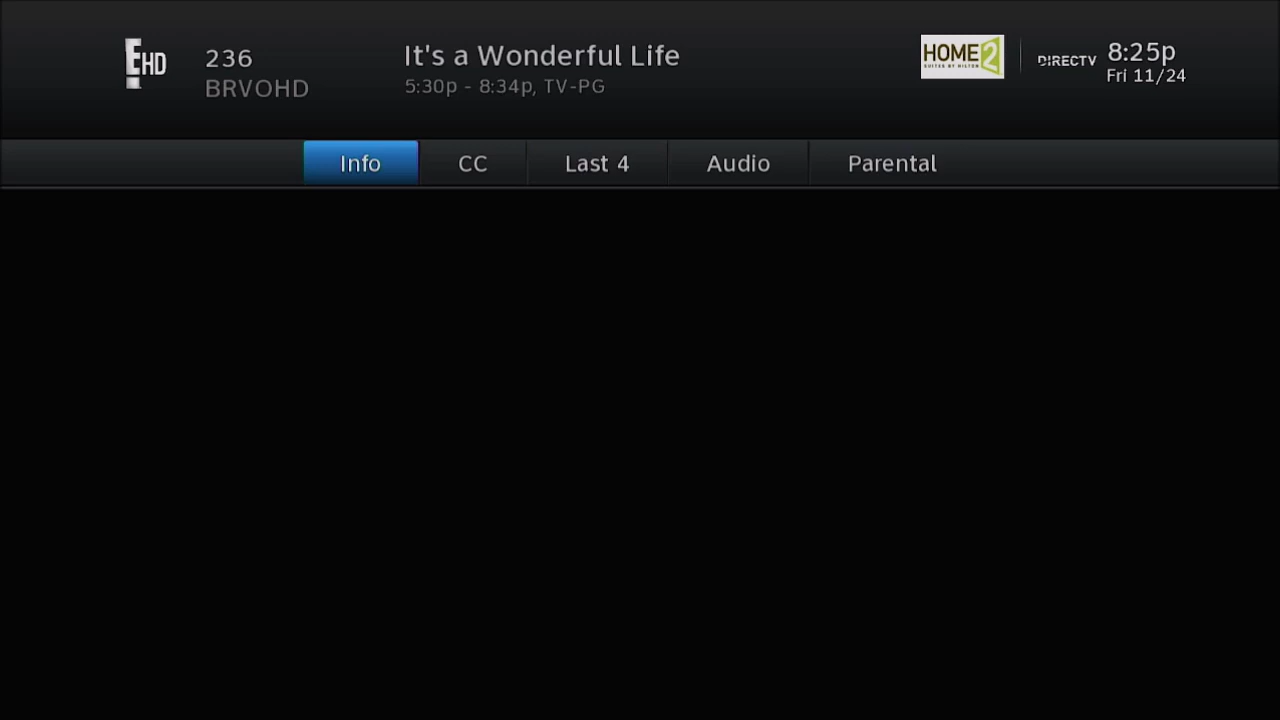 EHD
236
BRVOHD
It's a Wonderful Life
5:30p - 8:34p, TV-PG
HOME2
SUITES BY HILTON
DIRECTV
8:25p
Fri 11/24
Info
CC
Last 4
Audio
Parental